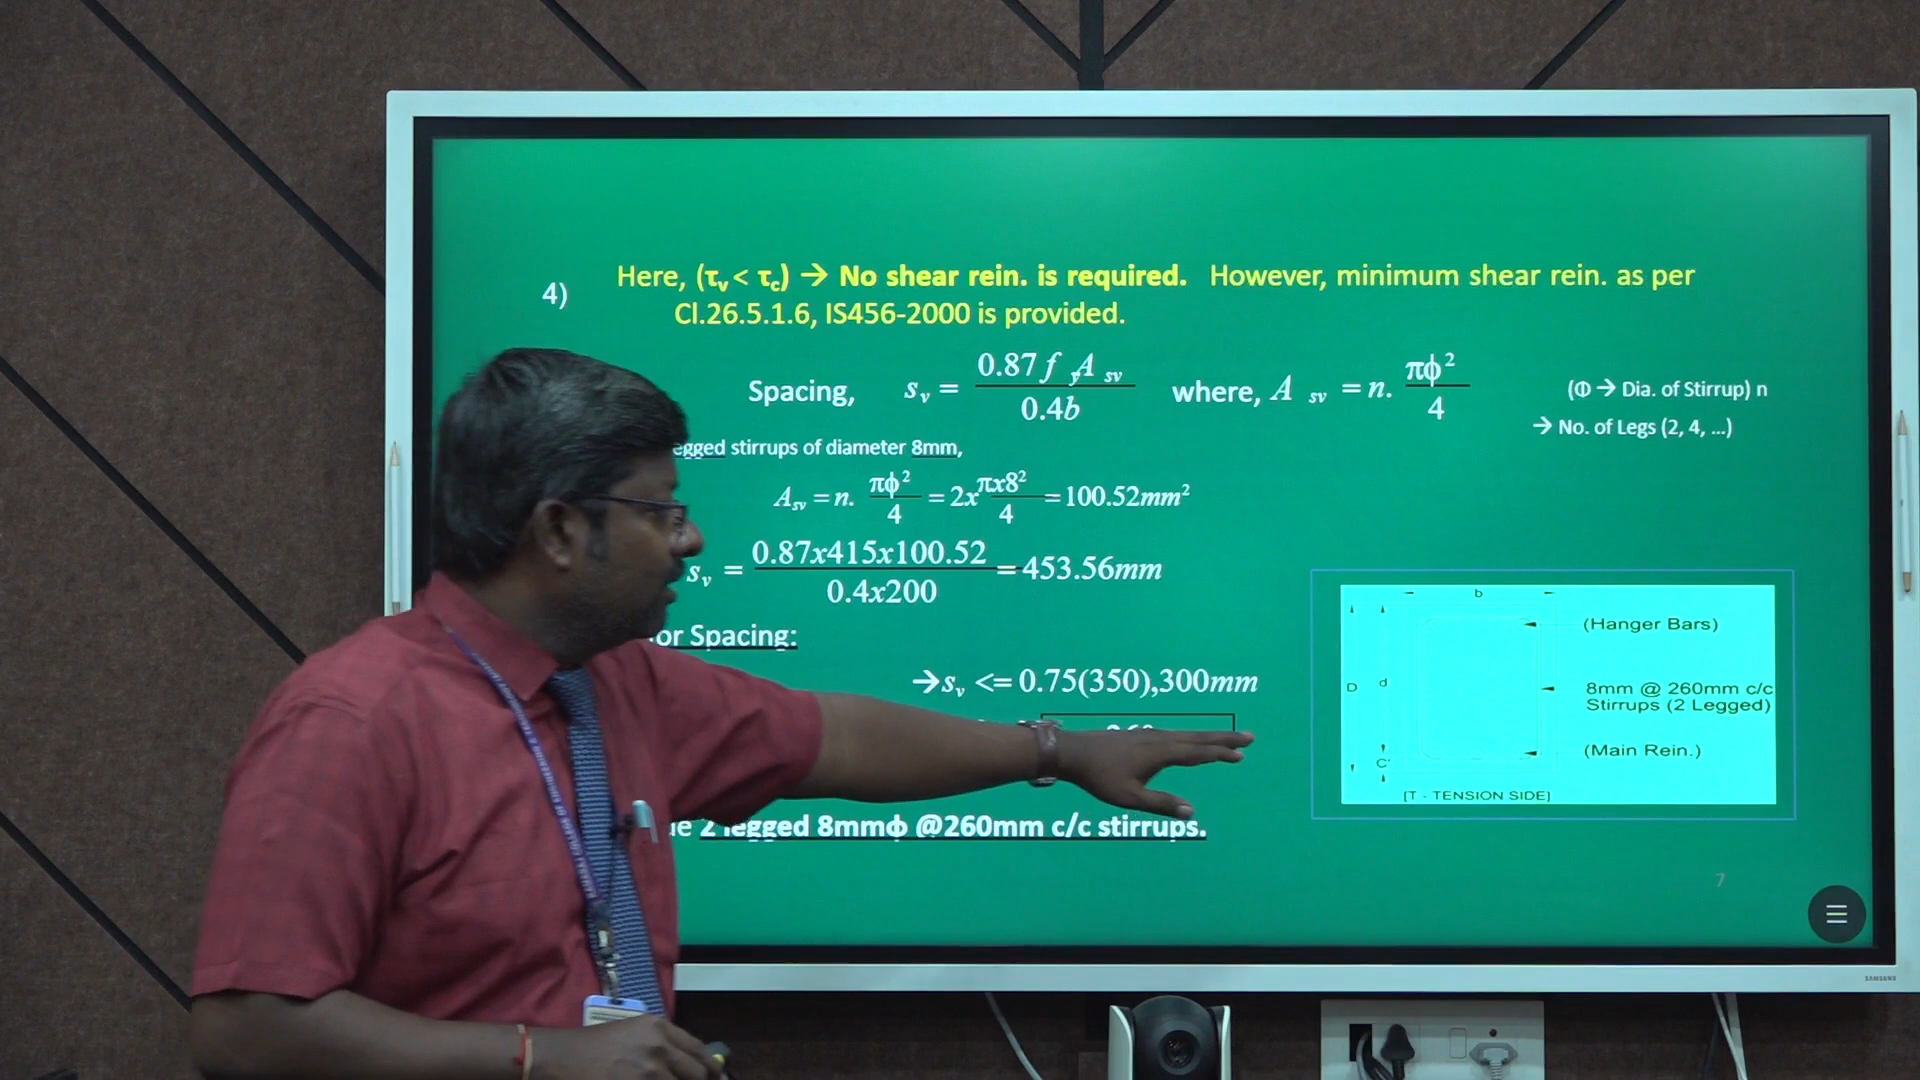 4) Here, (τv < τc) → No shear rein. is required. However, minimum shear rein. as per
Cl.26.5.1.6, IS456-2000 is provided.
Spacing, sv = 0.87 f y A sv / 0.4b where, A sv = n. πϕ² / 4 (Φ → Dia. of Stirrup) n
→ No. of Legs (2, 4, ...)
egged stirrups of diameter 8mm,
Asv = n. πϕ² / 4 = 2x πx8² / 4 = 100.52mm²
sv = 0.87x415x100.52 / 0.4x200 = 453.56mm
or Spacing:
→ sv <= 0.75(350),300mm
2 legged 8mmϕ @260mm c/c stirrups.
b
(Hanger Bars)
D d
8mm @ 260mm c/c
Stirrups (2 Legged)
(Main Rein.)
C'
[T - TENSION SIDE]
7
SAMSUNG